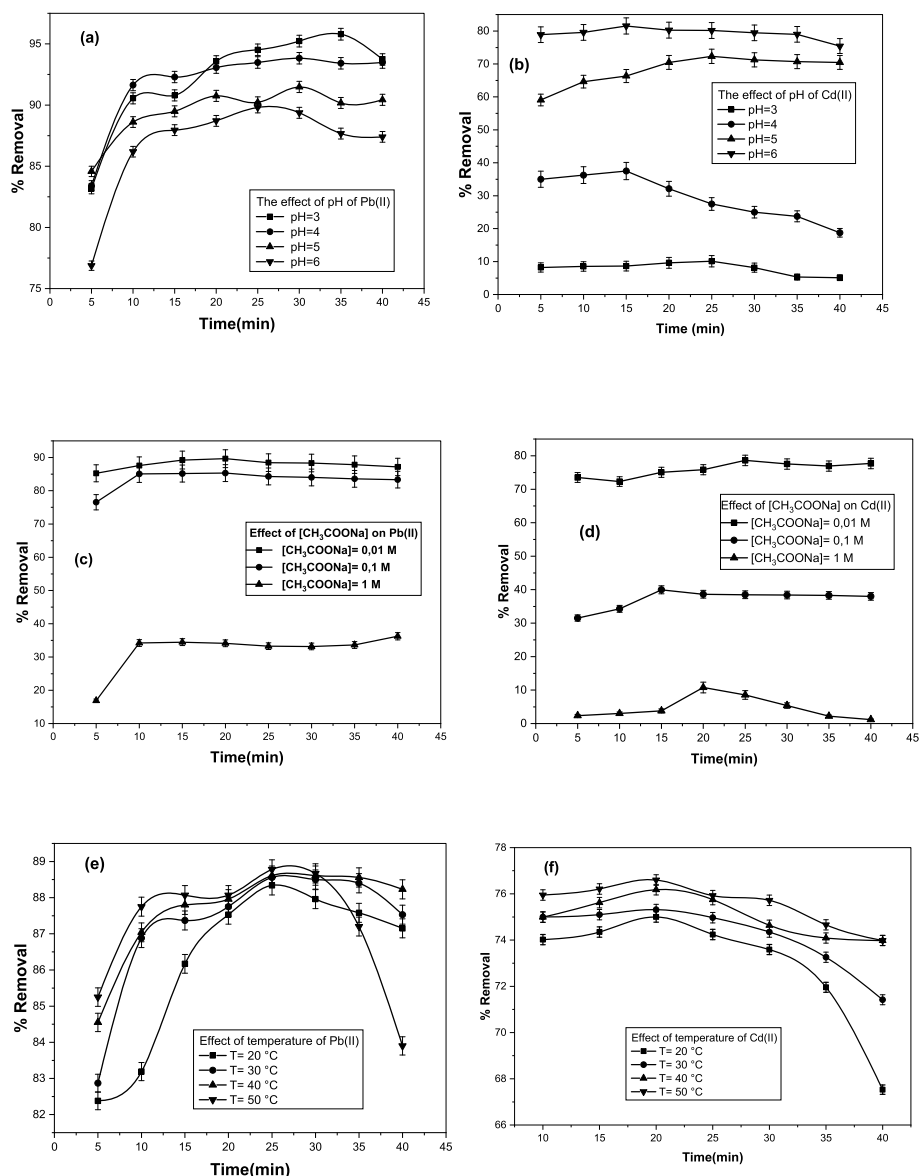 (a)
95
90
85
80
75
% Removal
The effect of pH of Pb(II)
pH=3
pH=4
pH=5
pH=6
0 5 10 15 20 25 30 35 40 45
Time(min)
(b)
80
70
60
50
40
30
20
10
0
% Removal
The effect of pH of Cd(II)
pH=3
pH=4
pH=5
pH=6
0 5 10 15 20 25 30 35 40 45
Time (min)
(c)
90
80
70
60
50
40
30
20
10
% Removal
Effect of [CH₃COONa] on Pb(II)
[CH₃COONa]= 0,01 M
[CH₃COONa]= 0,1 M
[CH₃COONa]= 1 M
0 5 10 15 20 25 30 35 40 45
Time(min)
(d)
80
70
60
50
40
30
20
10
0
% Removal
Effect of [CH₃COONa] on Cd(II)
[CH₃COONa]= 0,01 M
[CH₃COONa]= 0,1 M
[CH₃COONa]= 1 M
0 5 10 15 20 25 30 35 40 45
Time(min)
(e)
89
88
87
86
85
84
83
82
% Removal
Effect of temperature of Pb(II)
T= 20 °C
T= 30 °C
T= 40 °C
T= 50 °C
0 5 10 15 20 25 30 35 40 45
Time(min)
(f)
78
76
74
72
70
68
66
% Removal
Effect of temperature of Cd(II)
T= 20 °C
T= 30 °C
T= 40 °C
T= 50 °C
10 15 20 25 30 35 40
Time(min)